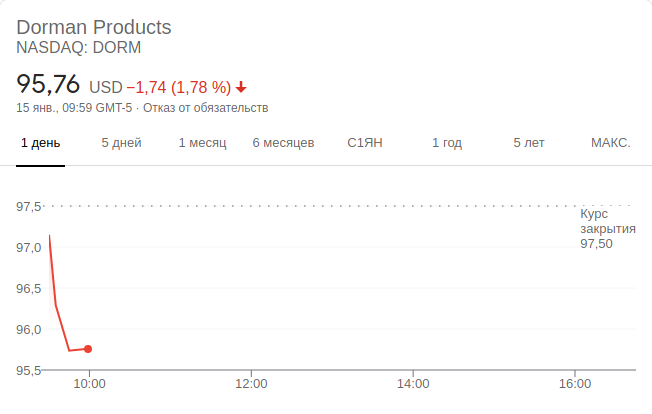 Dorman Products
NASDAQ: DORM
95,76 USD −1,74 (1,78 %)
15 янв., 09:59 GMT-5 · Отказ от обязательств
1 день 5 дней 1 месяц 6 месяцев С1ЯН 1 год 5 лет МАКС.
97,5
Курс
закрытия
97,50
97,0
96,5
96,0
95,5
10:00 12:00 14:00 16:00